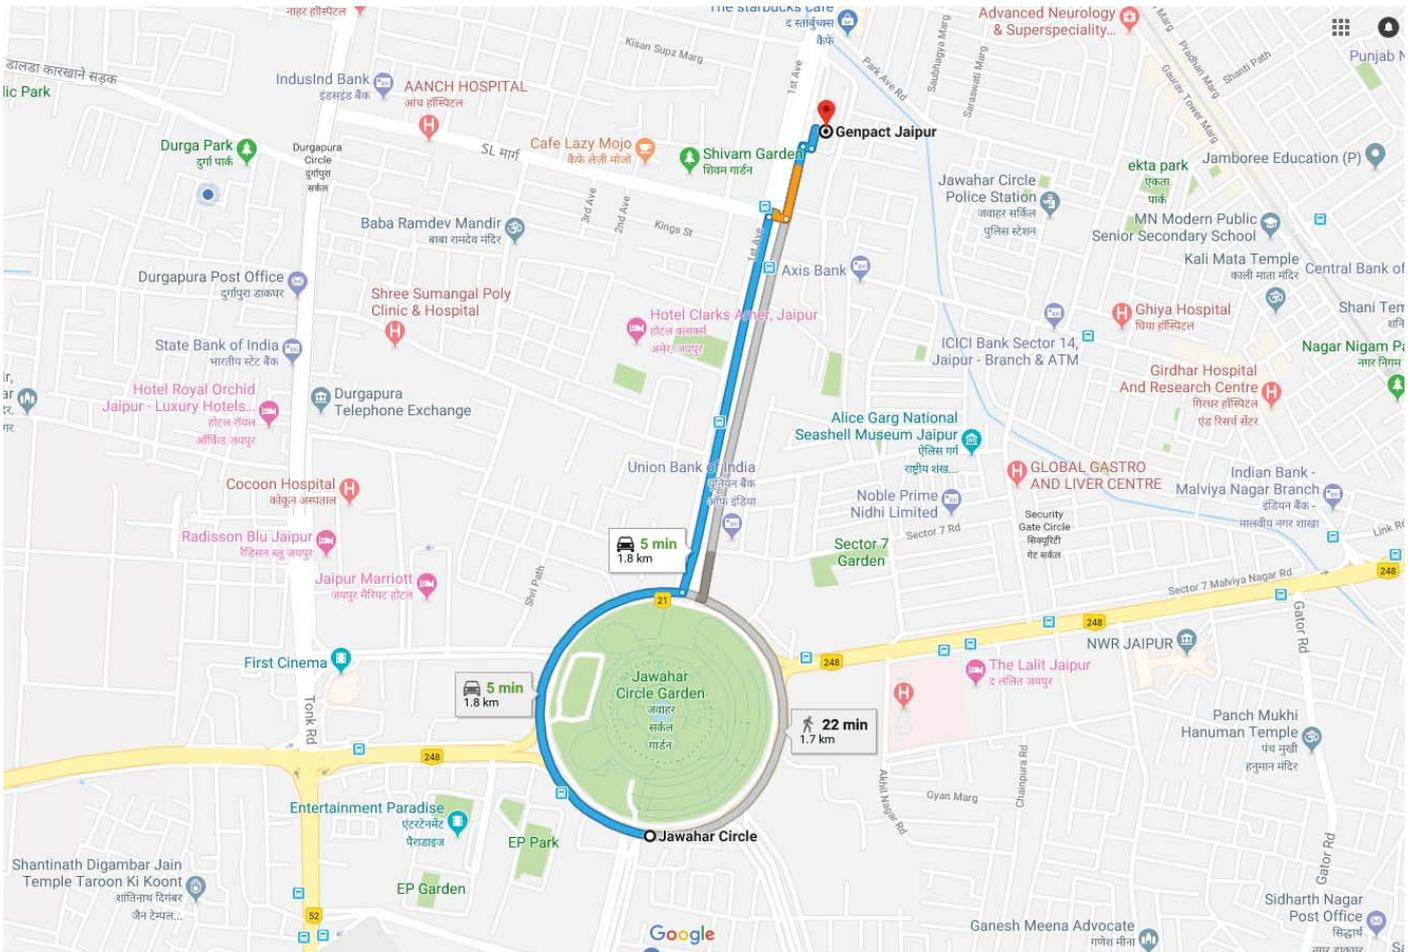 नाहर हॉस्पिटल
The starbucks cafe
द स्तार्बुच्क्स
कैफे
Advanced Neurology
& Superspeciality...
Kisan Supz Marg
1st Ave
Park Ave Rd
Saubhagya Marg
Saraswati Marg
Pradhan Marg
Gaurav Tower Marg
Shanti Path
Punjab N
डालडा कारखाने सड़क
lic Park
IndusInd Bank
इंडसइंड बैंक
AANCH HOSPITAL
आंच हॉस्पिटल
Genpact Jaipur
Durga Park
दुर्गा पार्क
Durgapura
Circle
दुर्गापुरा
सर्कल
SL मार्ग
Cafe Lazy Mojo
कैफे लेज़ी मोजो
Shivam Garden
शिवम गार्डन
Jamboree Education (P)
ekta park
एकता
पार्क
Jawahar Circle
Police Station
जवाहर सर्किल
पुलिस स्टेशन
3rd Ave
2nd Ave
Kings St
1st Ave
Baba Ramdev Mandir
बाबा रामदेव मंदिर
MN Modern Public
Senior Secondary School
Kali Mata Temple
काली माता मंदिर
Central Bank of
Durgapura Post Office
दुर्गापुरा डाकघर
Axis Bank
Shree Sumangal Poly
Clinic & Hospital
Hotel Clarks Amer, Jaipur
होटल क्लार्क्स
अमेर, जयपुर
Ghiya Hospital
घिया हॉस्पिटल
Shani Tem
शनि
State Bank of India
भारतीय स्टेट बैंक
ICICI Bank Sector 14,
Jaipur - Branch & ATM
Nagar Nigam Pa
नगर निगम
Girdhar Hospital
And Research Centre
गिरधर हॉस्पिटल
एंड रिसर्च सेंटर
Hotel Royal Orchid
Jaipur - Luxury Hotels...
होटल रॉयल
ऑर्किड जयपुर
Durgapura
Telephone Exchange
Alice Garg National
Seashell Museum Jaipur
ऐलिस गर्ग
राष्ट्रीय शंख...
Union Bank of India
यूनियन बैंक
ऑफ इंडिया
GLOBAL GASTRO
AND LIVER CENTRE
Indian Bank -
Malviya Nagar Branch
इंडियन बैंक -
मालवीय नगर शाखा
Cocoon Hospital
कोकून अस्पताल
Noble Prime
Nidhi Limited
Security
Gate Circle
सिक्यूरिटी
गेट सर्कल
Sector 7 Rd
Link Rd
Radisson Blu Jaipur
रैडिसन ब्लू जयपुर
5 min
1.8 km
Sector 7
Garden
Jaipur Marriott
जयपुर मैरियट होटल
Shri Path
Sector 7 Malviya Nagar Rd
248
21
248
Gator Rd
NWR JAIPUR
First Cinema
248
The Lalit Jaipur
द ललित जयपुर
Jawahar
Circle Garden
जवाहर
सर्कल
गार्डन
5 min
1.8 km
22 min
1.7 km
Tonk Rd
Panch Mukhi
Hanuman Temple
पंच मुखी
हनुमान मंदिर
248
Akhil Nagar Rd
Gyan Marg
Chainpura Rd
Entertainment Paradise
एंटरटेनमेंट
पैराडाइज
Jawahar Circle
EP Park
EP Garden
Gator Rd
Shantinath Digambar Jain
Temple Taroon Ki Koont
शांतिनाथ दिगंबर
जैन टेम्पल...
52
Google
Ganesh Meena Advocate
गणेश मीना
Sidharth Nagar
Post Office
सिद्धार्थ
नगर डाकघर